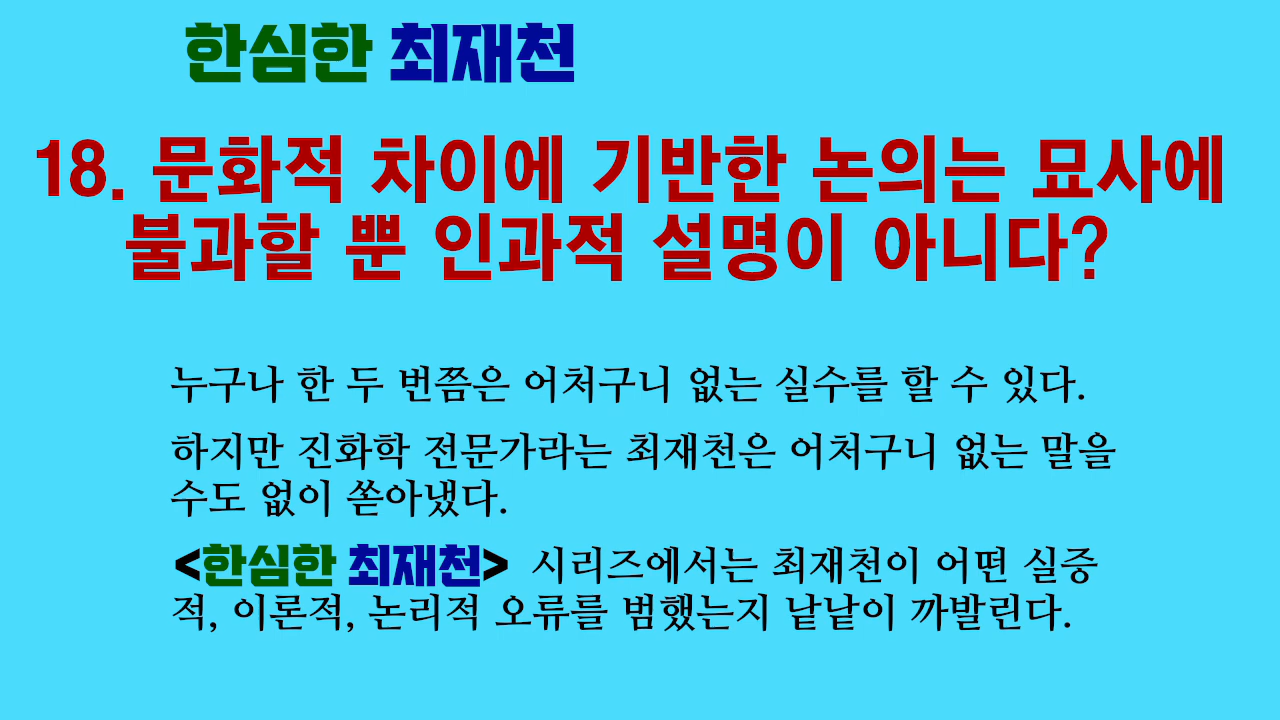 한심한 최재천
18. 문화적 차이에 기반한 논의는 묘사에
불과할 뿐 인과적 설명이 아니다?
누구나 한 두 번쯤은 어처구니 없는 실수를 할 수 있다.
하지만 진화학 전문가라는 최재천은 어처구니 없는 말을
수도 없이 쏟아냈다.
<한심한 최재천> 시리즈에서는 최재천이 어떤 실증
적, 이론적, 논리적 오류를 범했는지 낱낱이 까발린다.